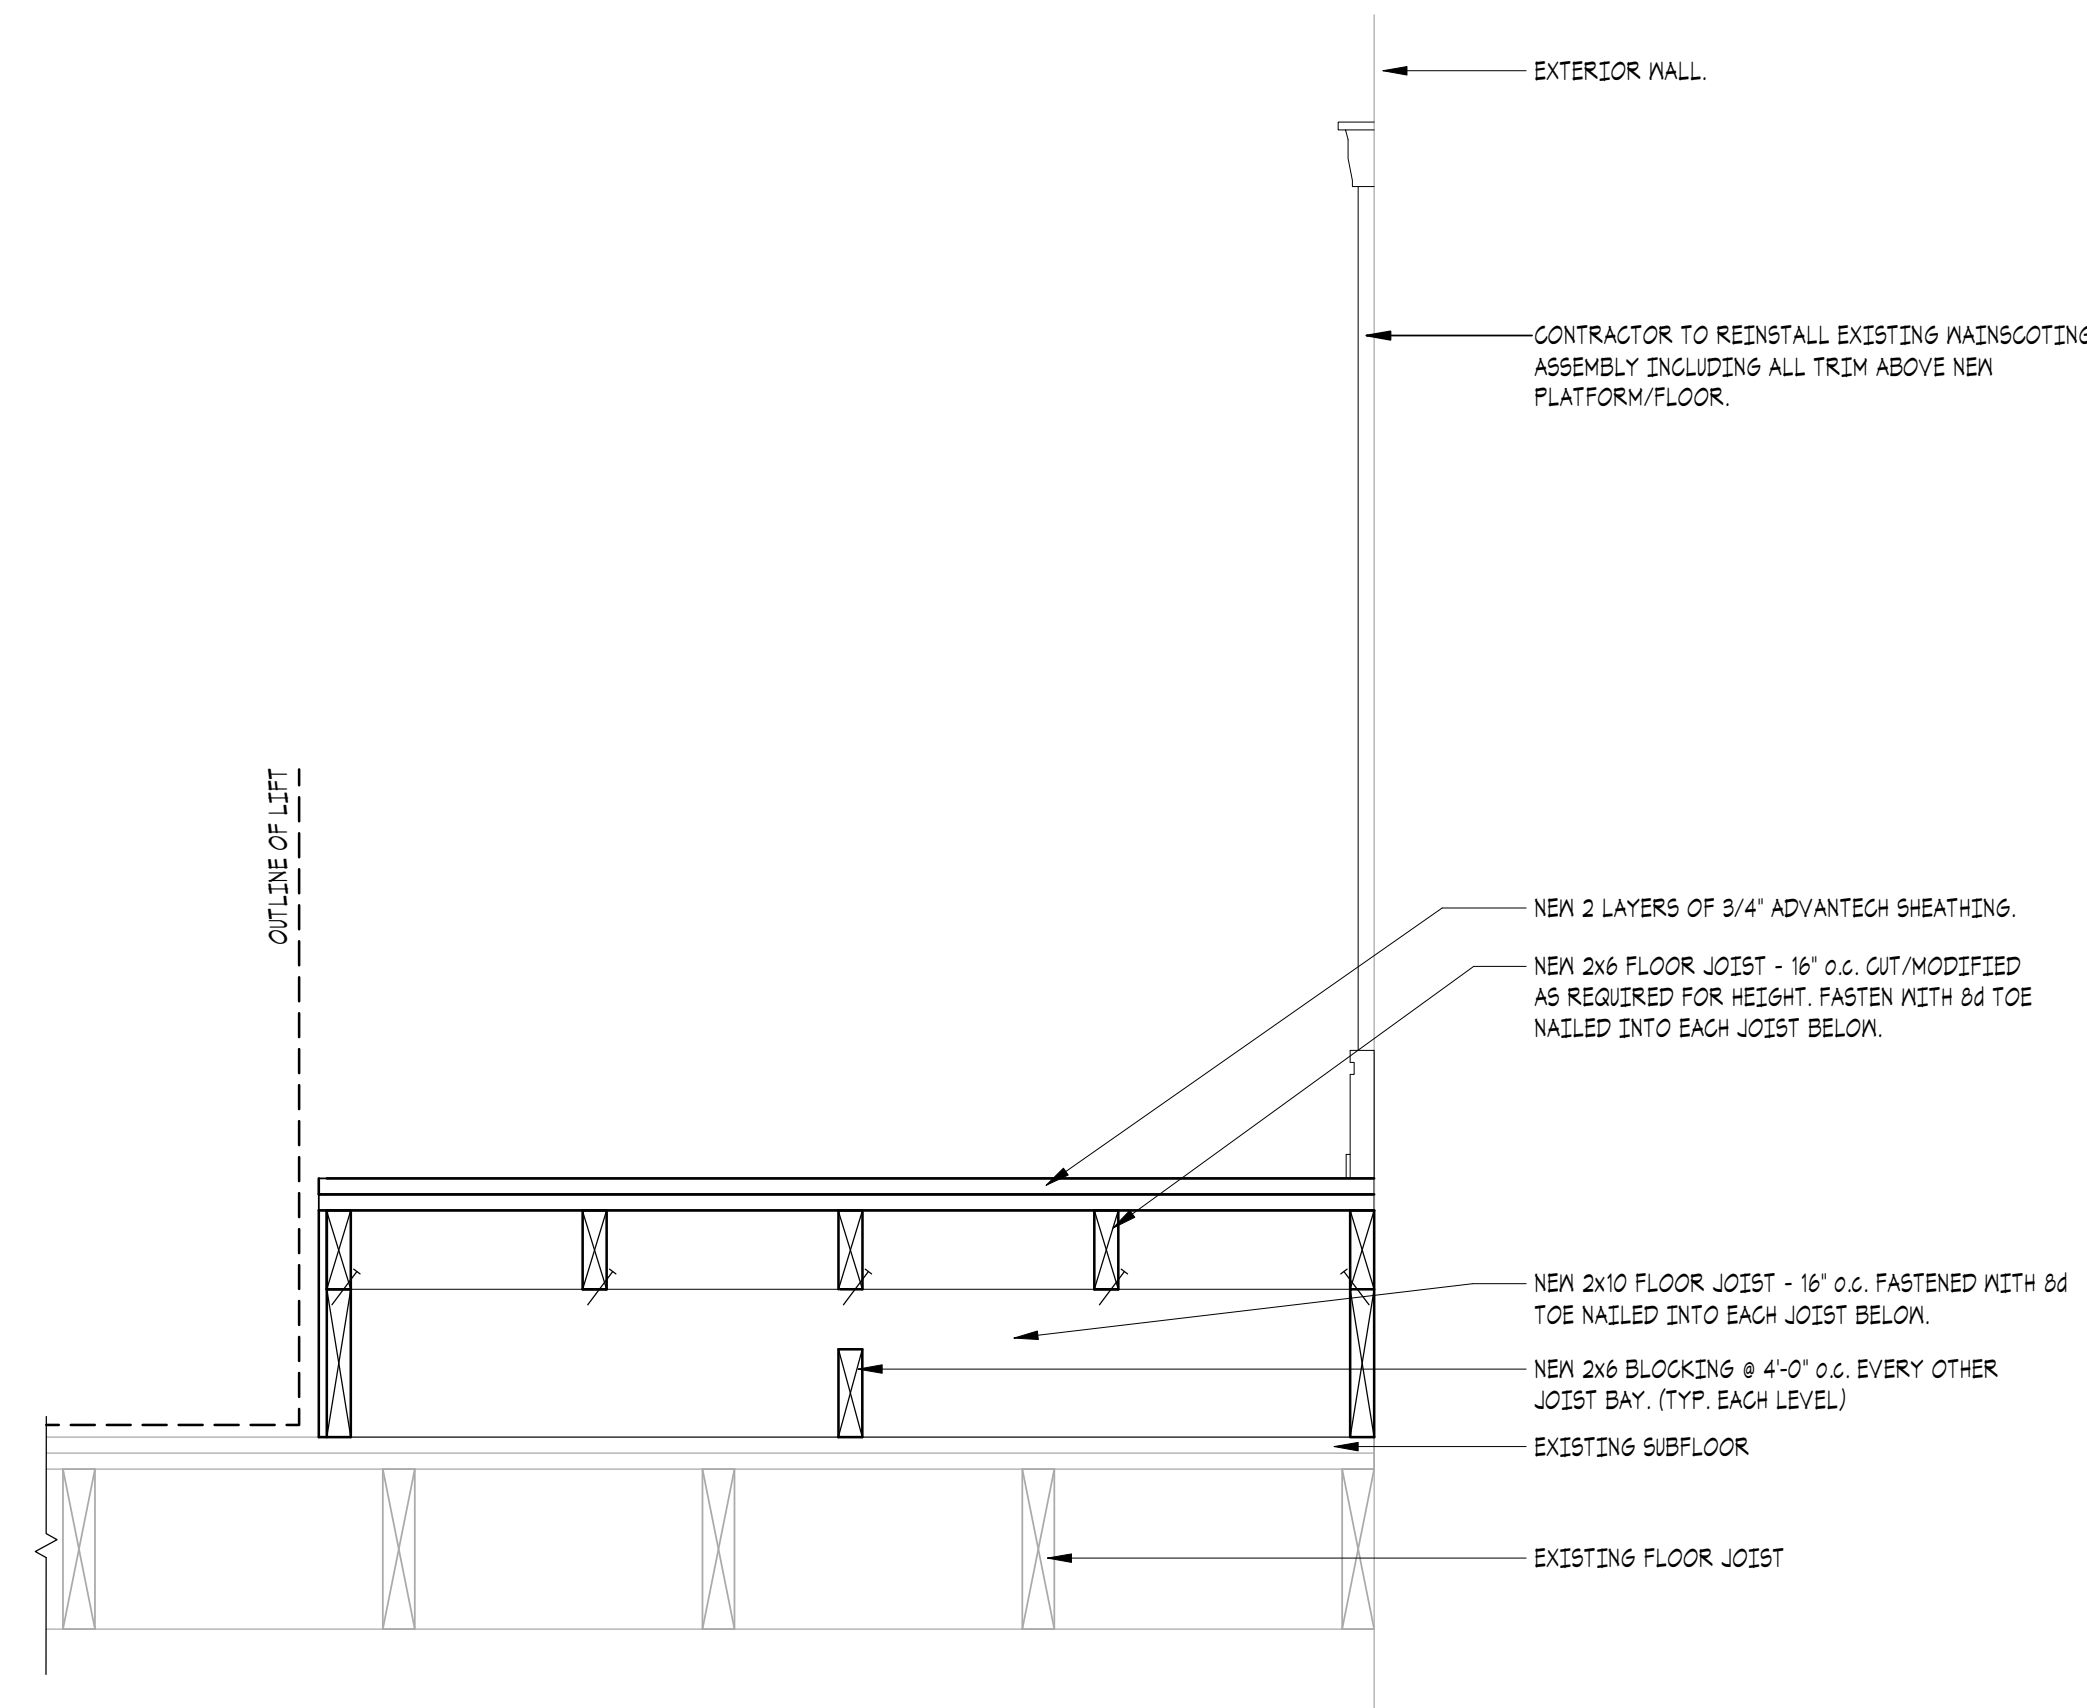 EXTERIOR WALL.
CONTRACTOR TO REINSTALL EXISTING WAINSCOTING
ASSEMBLY INCLUDING ALL TRIM ABOVE NEW
PLATFORM/FLOOR.
OUTLINE OF LIFT
NEW 2 LAYERS OF 3/4" ADVANTECH SHEATHING.
NEW 2x6 FLOOR JOIST - 16" o.c. CUT/MODIFIED
AS REQUIRED FOR HEIGHT. FASTEN WITH 8d TOE
NAILED INTO EACH JOIST BELOW.
NEW 2x10 FLOOR JOIST - 16" o.c. FASTENED WITH 8d
TOE NAILED INTO EACH JOIST BELOW.
NEW 2x6 BLOCKING @ 4'-0" o.c. EVERY OTHER
JOIST BAY. (TYP. EACH LEVEL)
EXISTING SUBFLOOR
EXISTING FLOOR JOIST